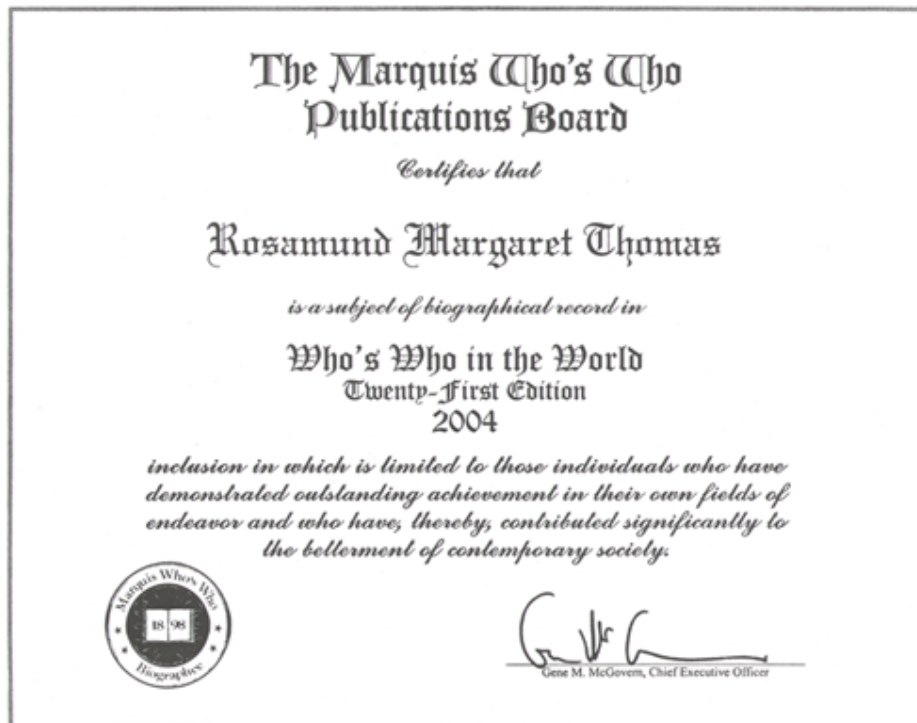 The Marquis Who's Who
Publications Board
Certifies that
Rosamund Margaret Thomas
is a subject of biographical record in
Who's Who in the World
Twenty-First Edition
2004
inclusion in which is limited to those individuals who have
demonstrated outstanding achievement in their own fields of
endeavor and who have, thereby, contributed significantly to
the betterment of contemporary society.
Marquis Who's Who
18 98
Biographee
Gene M. McGovern, Chief Executive Officer